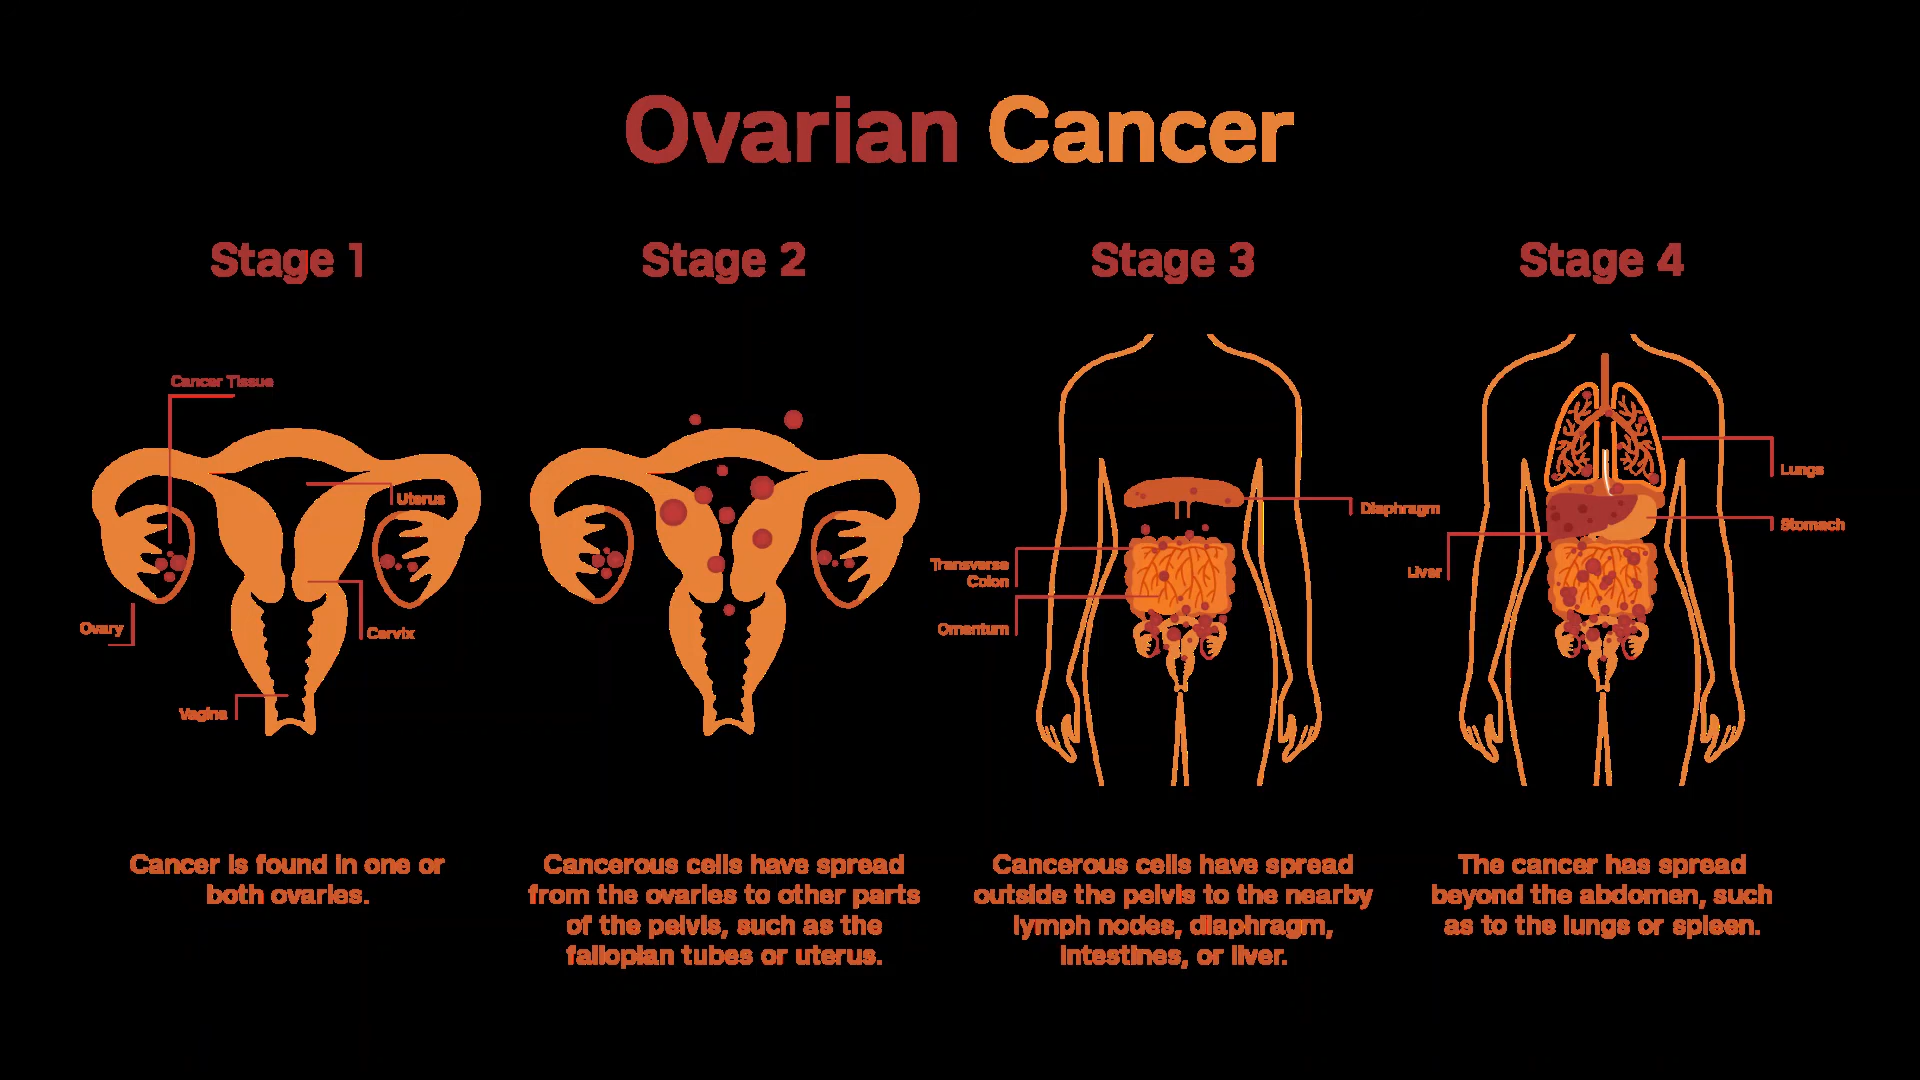 Ovarian Cancer
Stage 1
Cancer Tissue
Uterus
Ovary
Cervix
Vagina
Cancer is found in one or
both ovaries.
Stage 2
Cancerous cells have spread
from the ovaries to other parts
of the pelvis, such as the
fallopian tubes or uterus.
Stage 3
Diaphragm
Transverse
Colon
Omentum
Cancerous cells have spread
outside the pelvis to the nearby
lymph nodes, diaphragm,
intestines, or liver.
Stage 4
Lungs
Stomach
Liver
The cancer has spread
beyond the abdomen, such
as to the lungs or spleen.